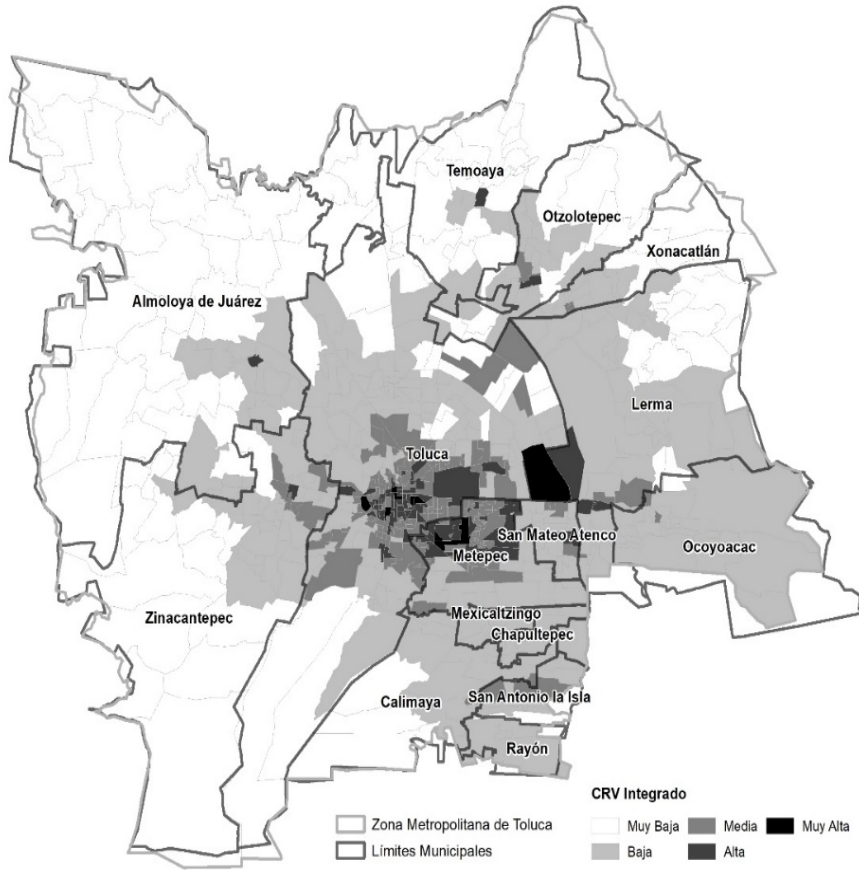 Temoaya
Otzolotepec
Xonacatlán
Almoloya de Juárez
Lerma
Toluca
San Mateo Atenco
Metepec
Ocoyoacac
Zinacantepec
Mexicaltzingo
Chapultepec
San Antonio la Isla
Calimaya
Rayón
CRV Integrado
Zona Metropolitana de Toluca
Límites Municipales
Muy Baja
Media
Muy Alta
Baja
Alta